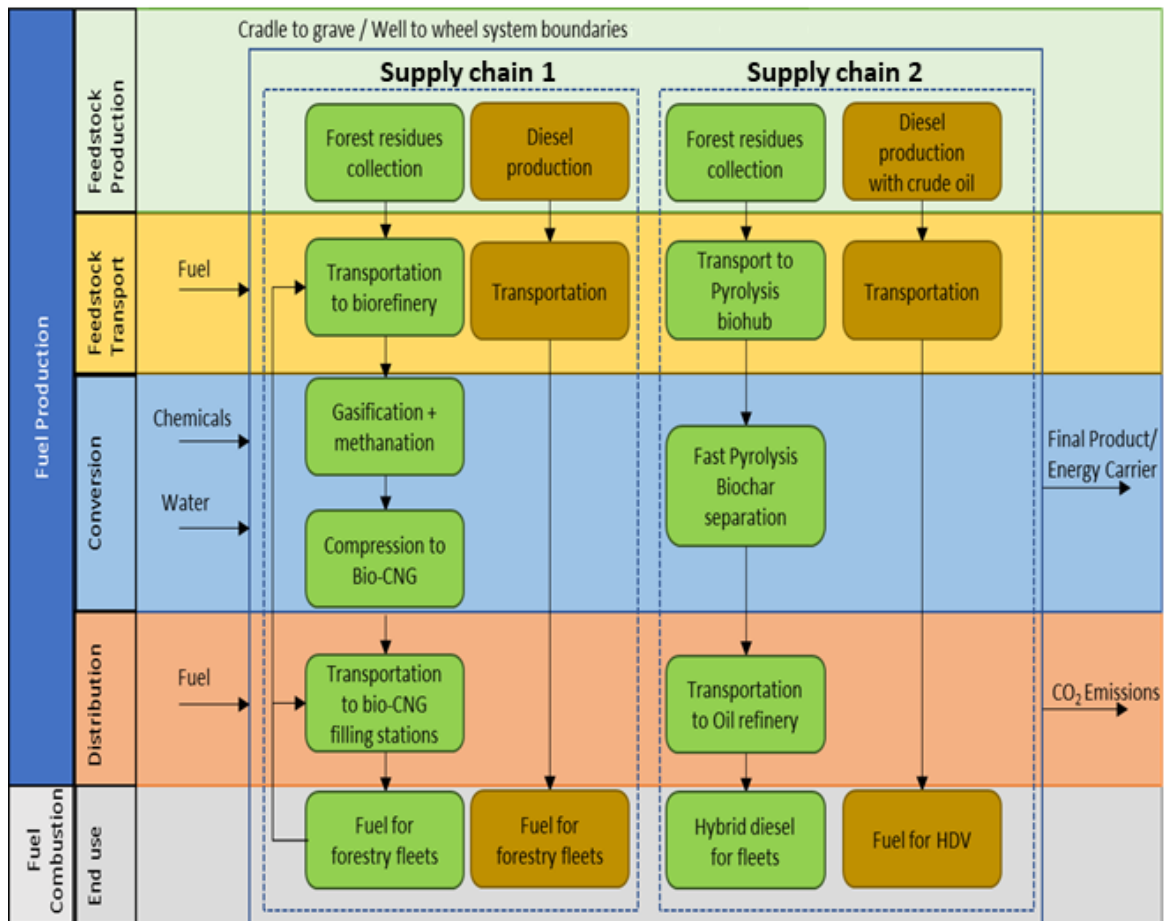 Cradle to grave / Well to wheel system boundaries
Supply chain 1
Supply chain 2
Fuel Production
Feedstock
Production
Forest residues
collection
Diesel
production
Forest residues
collection
Diesel
production
with crude oil
Feedstock
Transport
Fuel
Transportation
to biorefinery
Transportation
Transport to
Pyrolysis
biohub
Transportation
Conversion
Chemicals
Water
Gasification +
methanation
Compression to
Bio-CNG
Fast Pyrolysis
Biochar
separation
Final Product/
Energy Carrier
Distribution
Fuel
Transportation
to bio-CNG
filling stations
Transportation
to Oil refinery
CO₂ Emissions
Fuel
Combustion
End use
Fuel for
forestry fleets
Fuel for
forestry fleets
Hybrid diesel
for fleets
Fuel for HDV